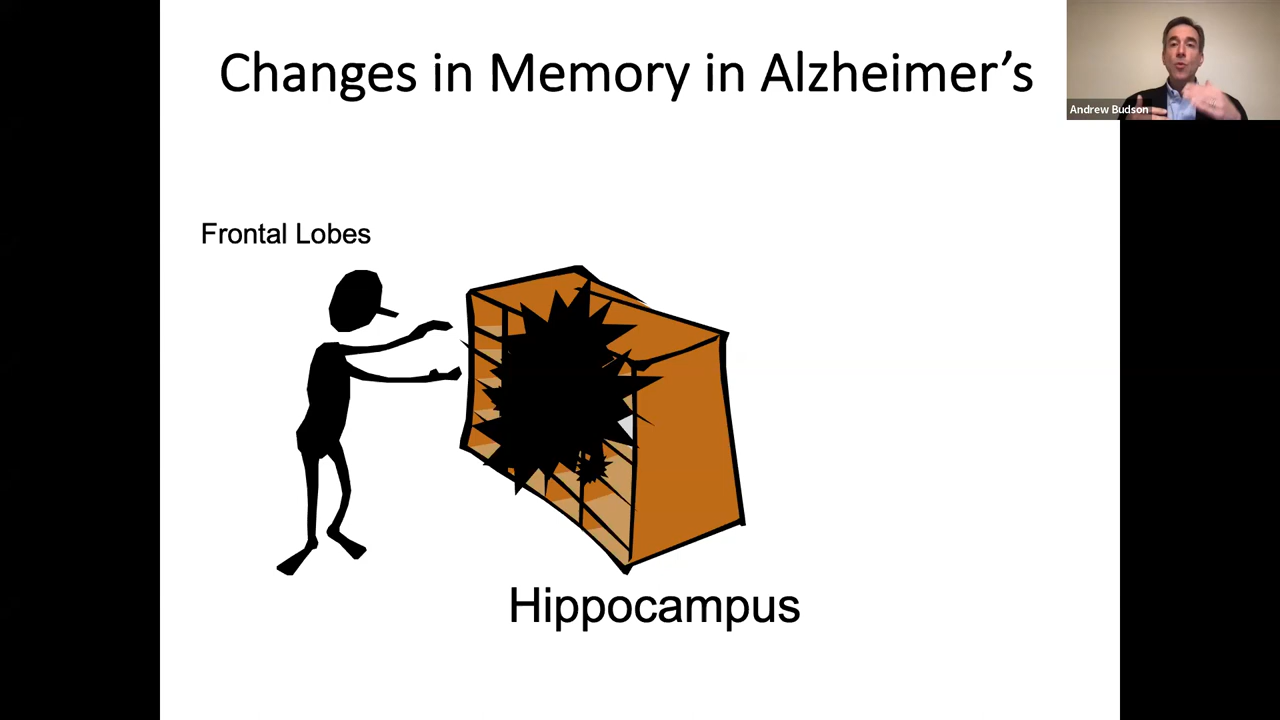 Changes in Memory in Alzheimer’s
Andrew Budson
Frontal Lobes
Hippocampus